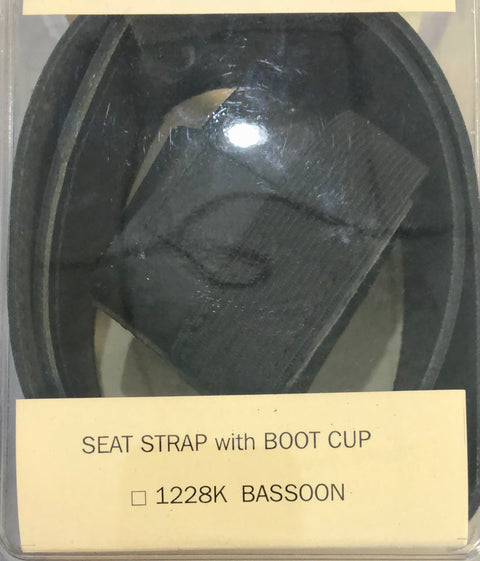 SEAT STRAP with BOOT CUP
□ 1228K BASSOON